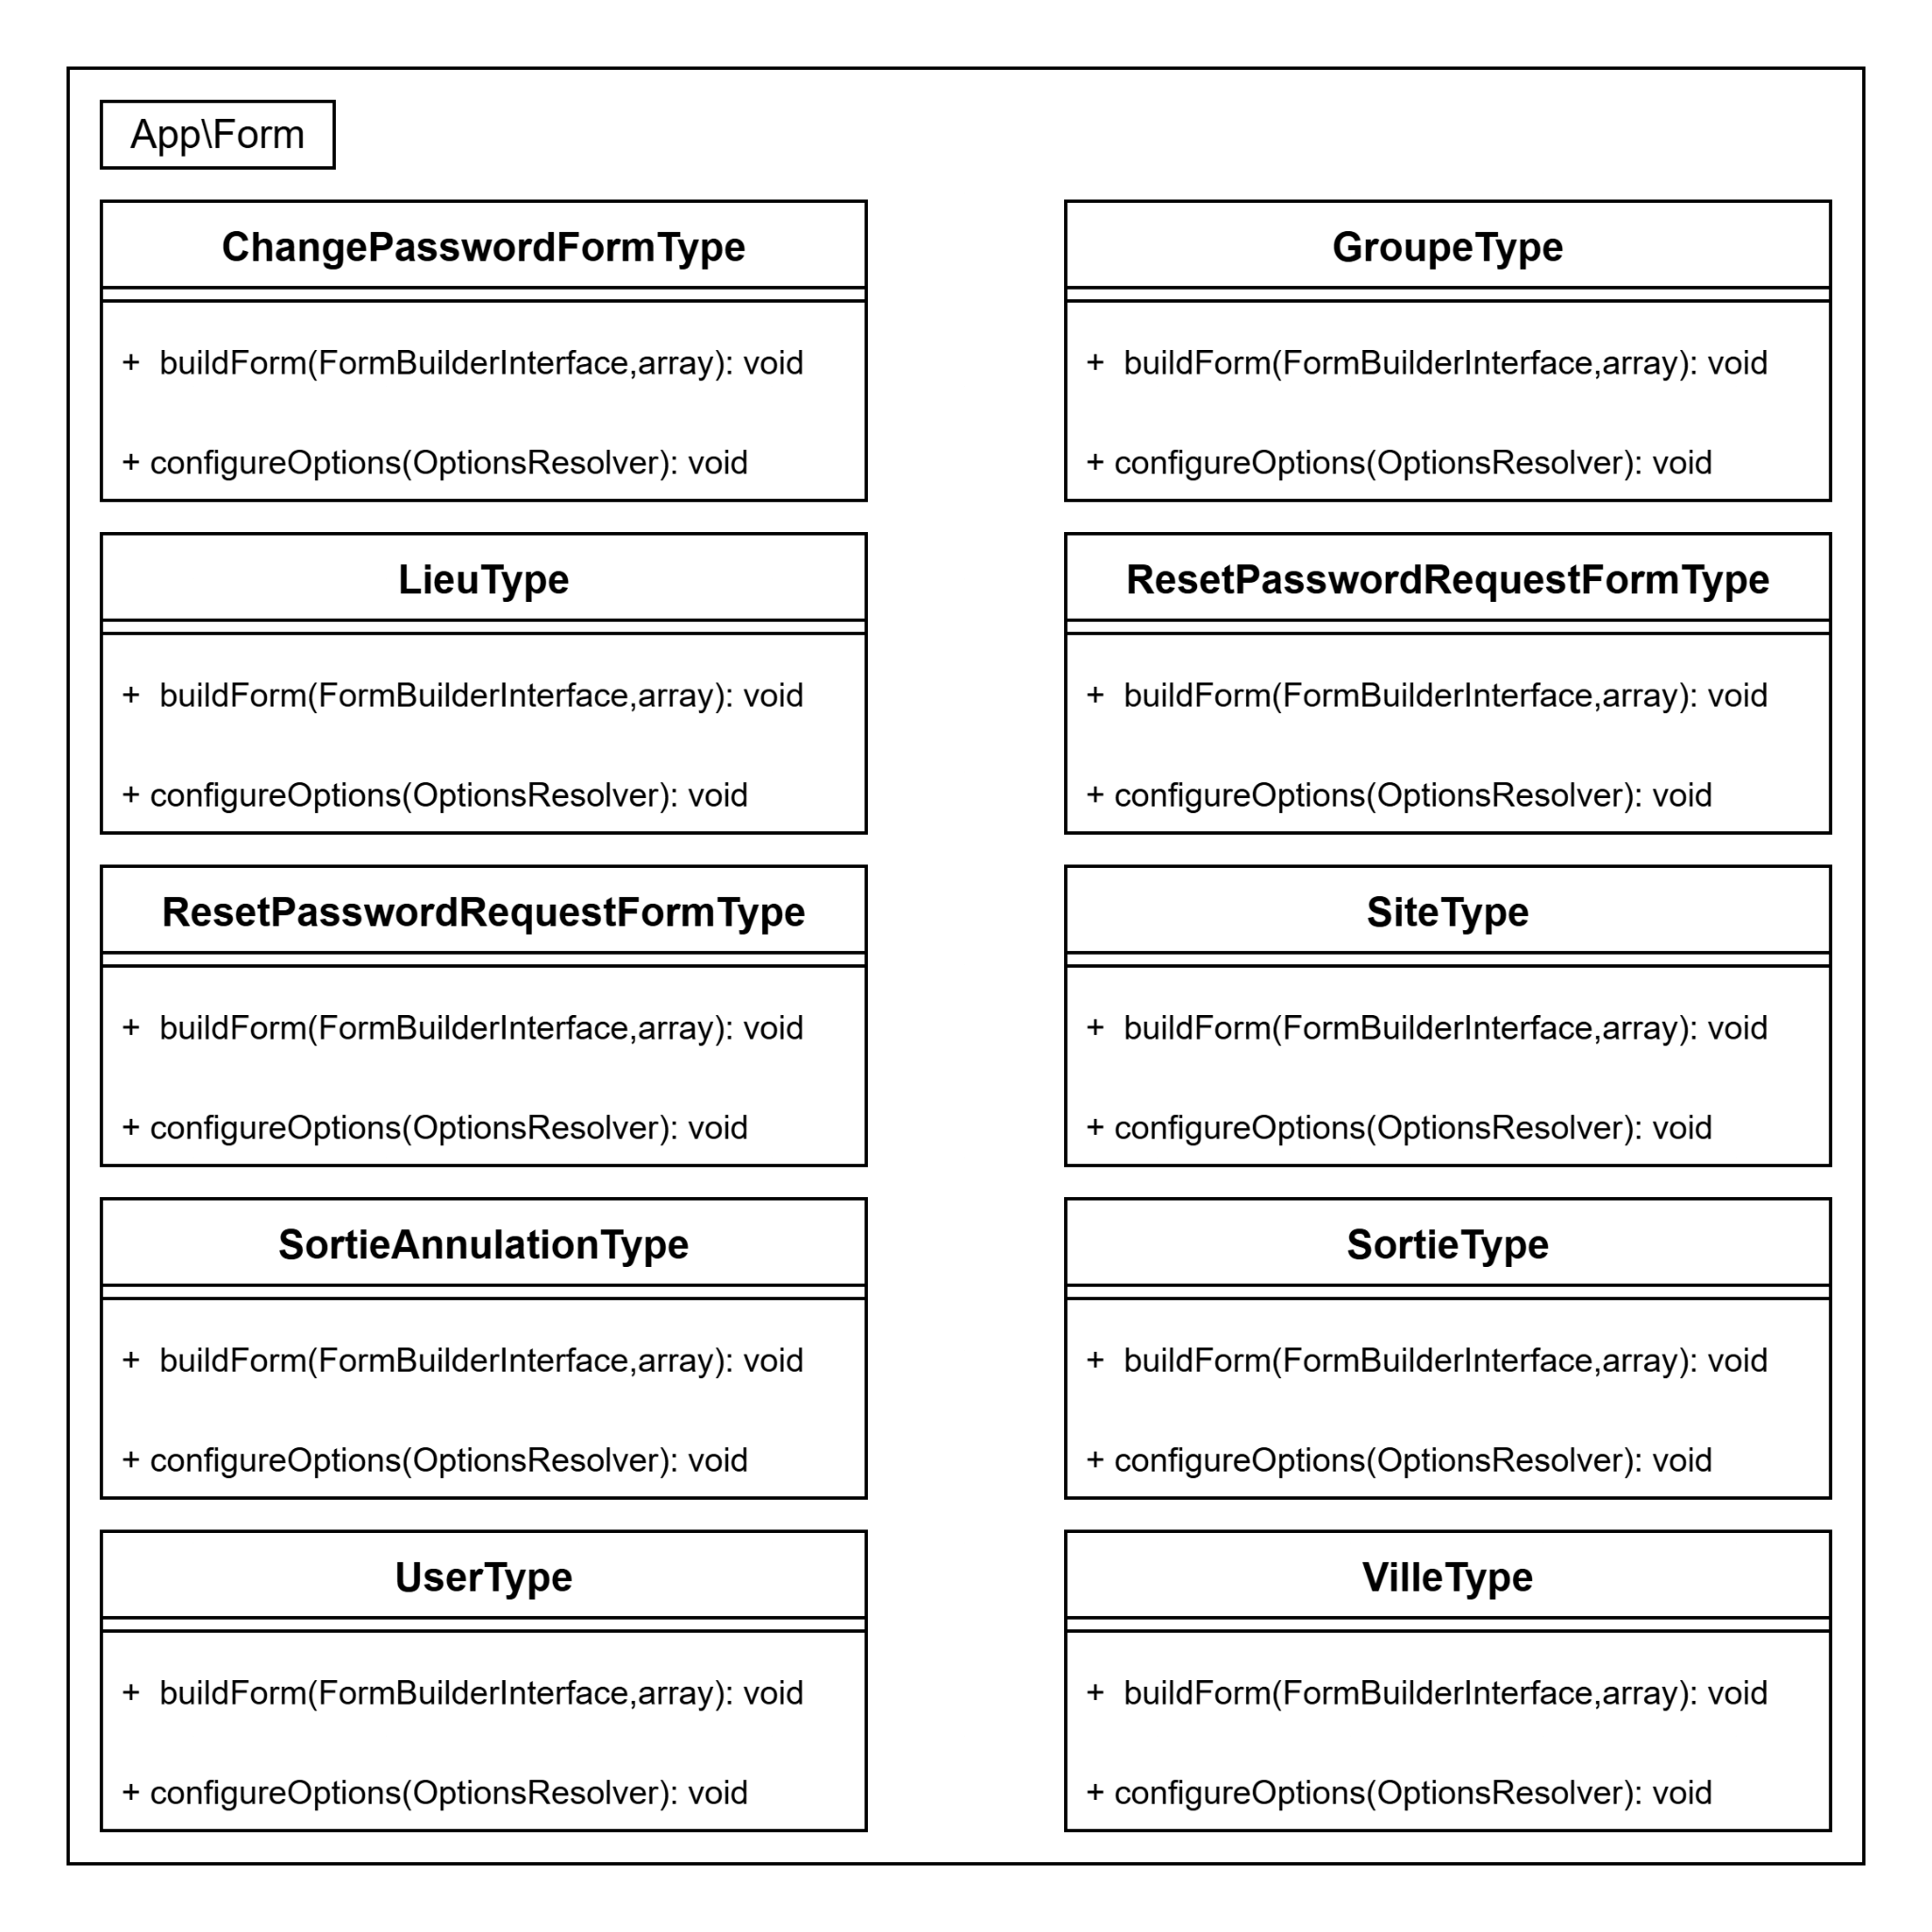 App\Form
ChangePasswordFormType
+ buildForm(FormBuilderInterface,array): void
+ configureOptions(OptionsResolver): void
GroupeType
+ buildForm(FormBuilderInterface,array): void
+ configureOptions(OptionsResolver): void
LieuType
+ buildForm(FormBuilderInterface,array): void
+ configureOptions(OptionsResolver): void
ResetPasswordRequestFormType
+ buildForm(FormBuilderInterface,array): void
+ configureOptions(OptionsResolver): void
ResetPasswordRequestFormType
+ buildForm(FormBuilderInterface,array): void
+ configureOptions(OptionsResolver): void
SiteType
+ buildForm(FormBuilderInterface,array): void
+ configureOptions(OptionsResolver): void
SortieAnnulationType
+ buildForm(FormBuilderInterface,array): void
+ configureOptions(OptionsResolver): void
SortieType
+ buildForm(FormBuilderInterface,array): void
+ configureOptions(OptionsResolver): void
UserType
+ buildForm(FormBuilderInterface,array): void
+ configureOptions(OptionsResolver): void
VilleType
+ buildForm(FormBuilderInterface,array): void
+ configureOptions(OptionsResolver): void